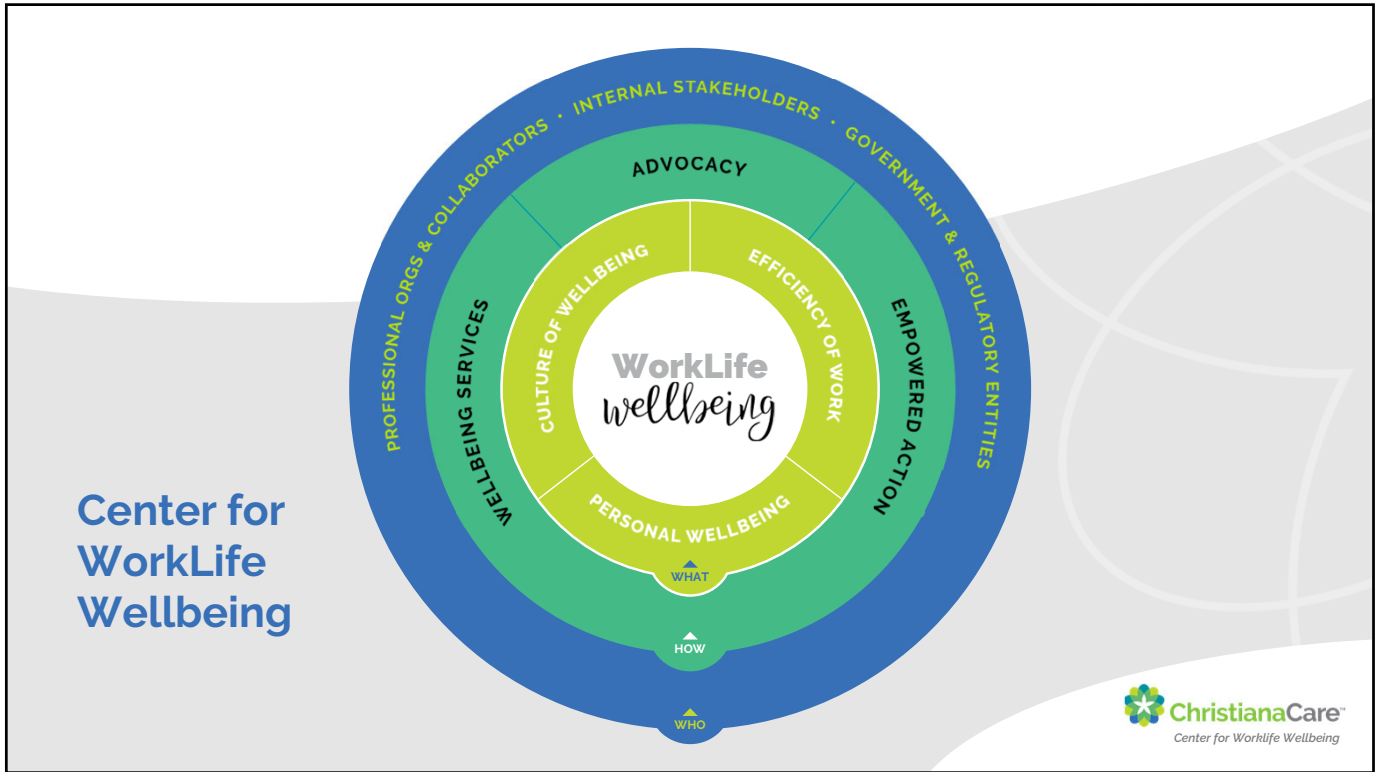 PROFESSIONAL ORGS & COLLABORATORS • INTERNAL STAKEHOLDERS • GOVERNMENT & REGULATORY ENTITIES
ADVOCACY
WELLBEING SERVICES
EMPOWERED ACTION
CULTURE OF WELLBEING
EFFICIENCY OF WORK
PERSONAL WELLBEING
WorkLife
wellbeing
WHAT
HOW
WHO
Center for
WorkLife
Wellbeing
ChristianaCare™
Center for Worklife Wellbeing